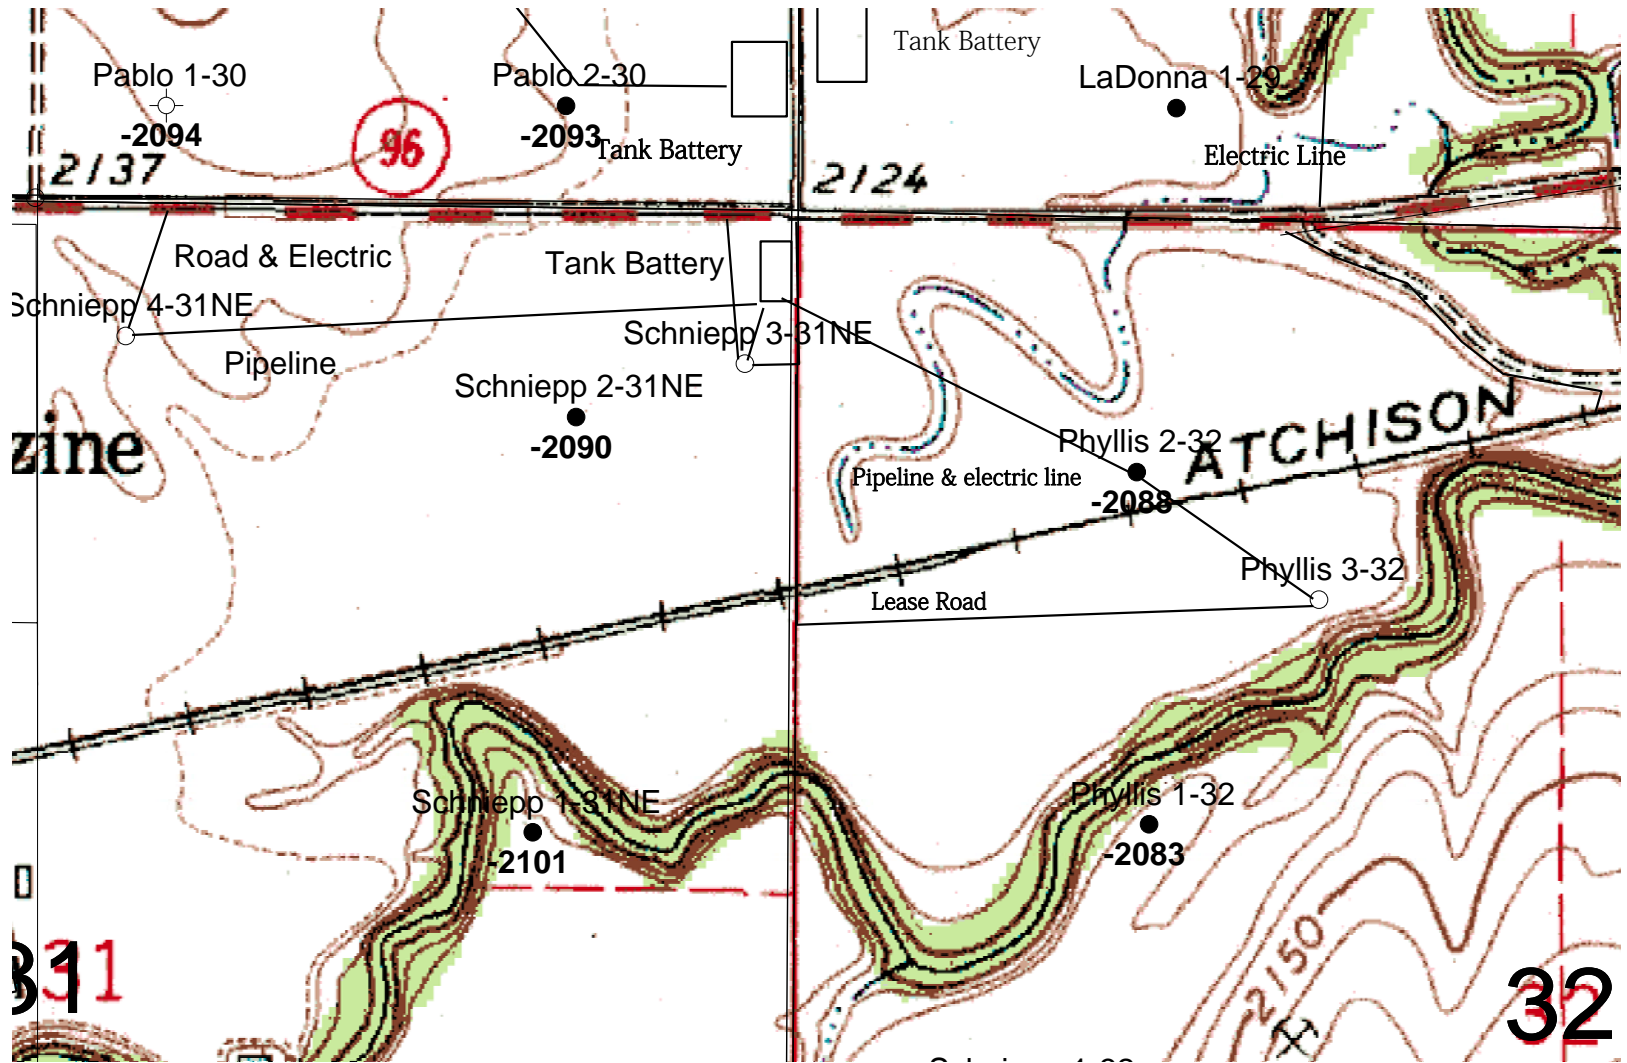 Tank Battery
Pablo 1-30
Pablo 2-30
LaDonna 1-29
-2094
-2093
96
Tank Battery
Electric Line
2137
2124
Road & Electric
Tank Battery
Schniepp 4-31NE
Schniepp 3-31NE
Pipeline
Schniepp 2-31NE
-2090
zine
ATCHISON
Phyllis 2-32
Pipeline & electric line
-2088
Phyllis 3-32
Lease Road
Schniepp 1-31NE
-2101
Phyllis 1-32
-2083
2150
31
31
32
32